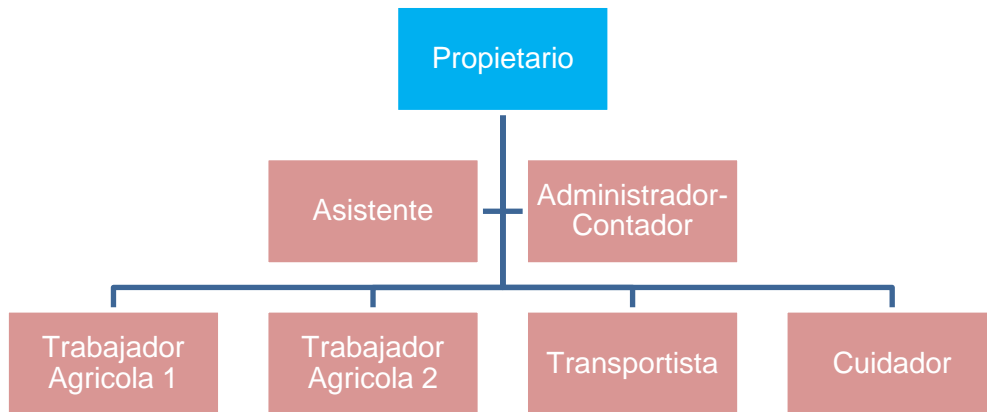 Propietario
Asistente
Administrador-
Contador
Trabajador
Agricola 1
Trabajador
Agricola 2
Transportista
Cuidador